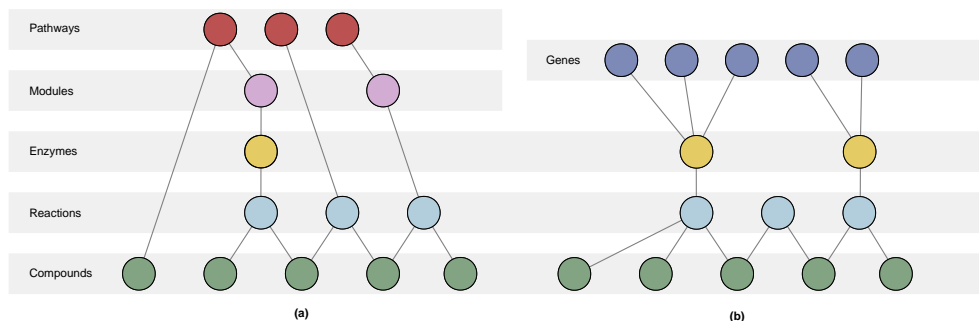 Pathways
Modules
Enzymes
Reactions
Compounds
(a)
Genes
(b)